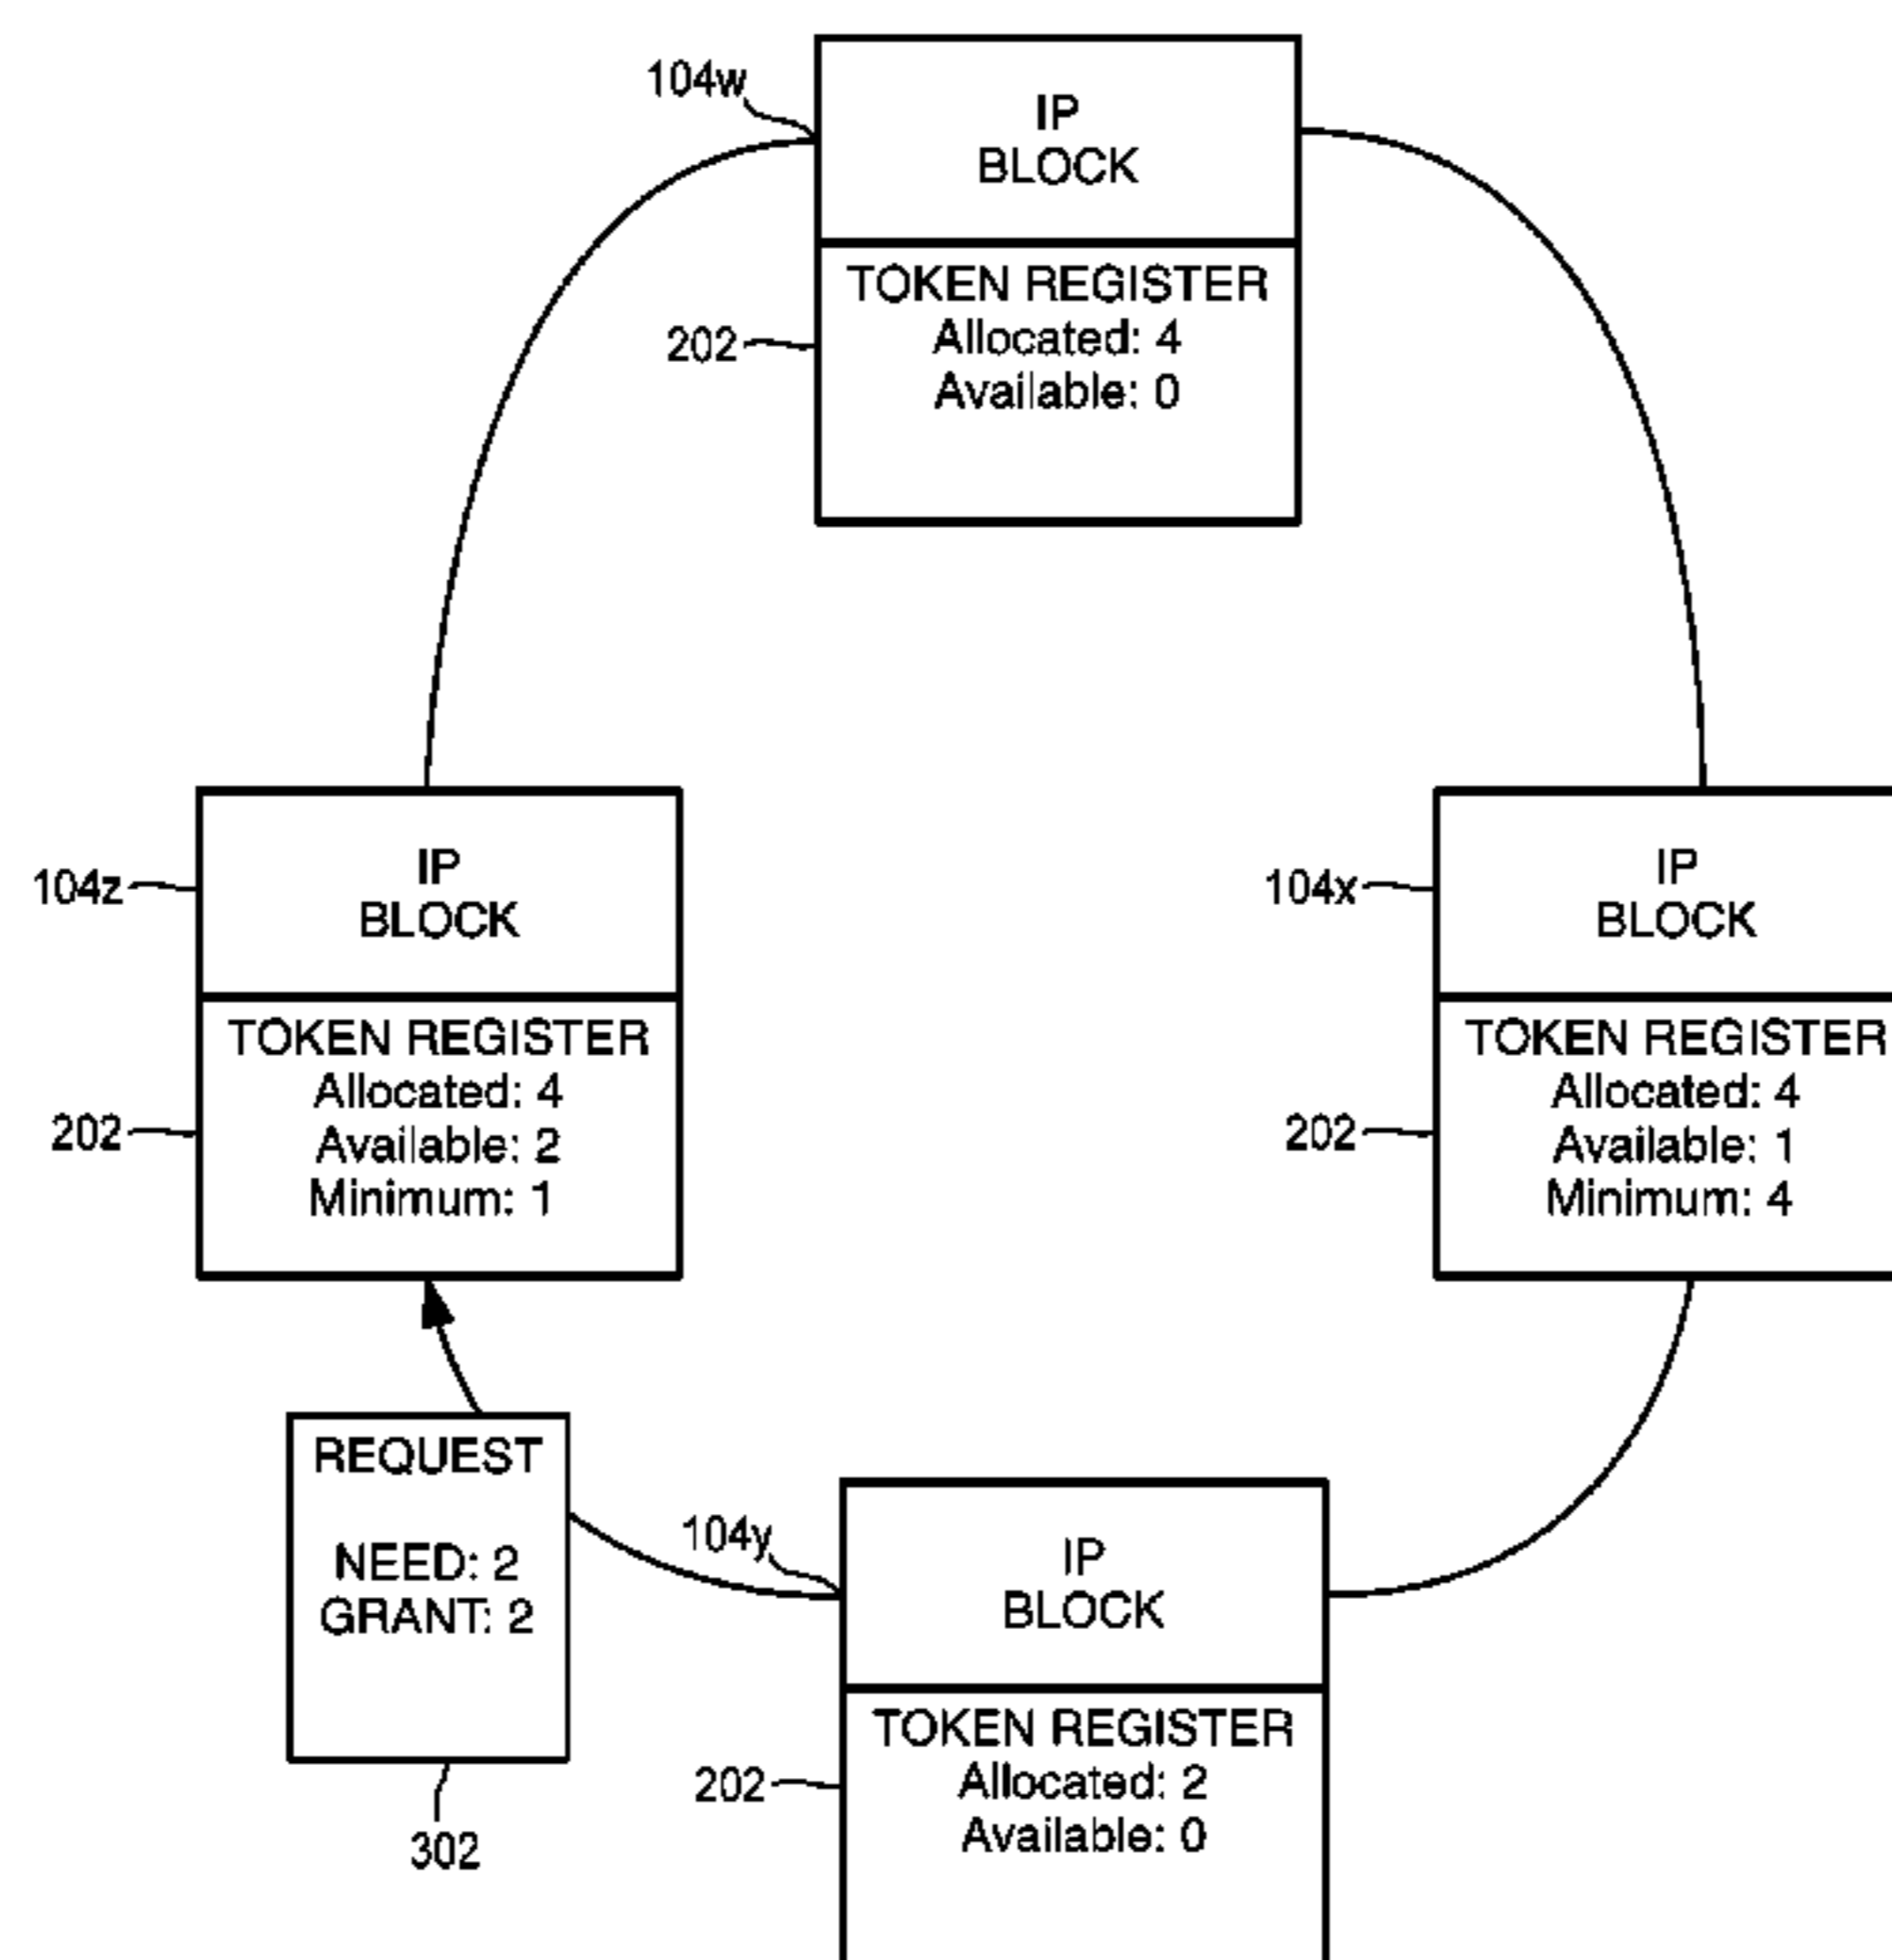 104w
IP
BLOCK
TOKEN REGISTER
202
Allocated: 4
Available: 0
104z
IP
BLOCK
TOKEN REGISTER
Allocated: 4
202
Available: 2
Minimum: 1
104x
IP
BLOCK
TOKEN REGISTER
Allocated: 4
202
Available: 1
Minimum: 4
REQUEST
NEED: 2
GRANT: 2
302
104y
IP
BLOCK
TOKEN REGISTER
202
Allocated: 2
Available: 0